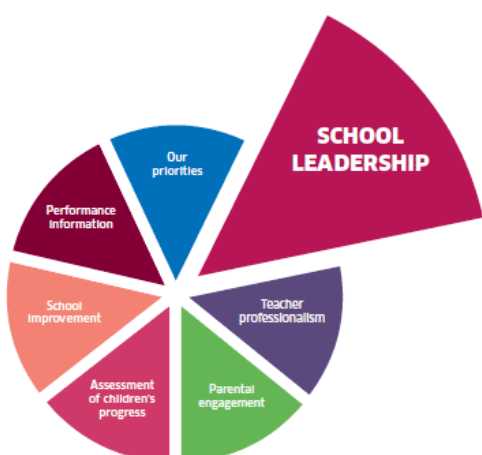 SCHOOL
LEADERSHIP
Our
priorities
Performance
information
Teacher
professionalism
School
improvement
Assessment
of children's
progress
Parental
engagement